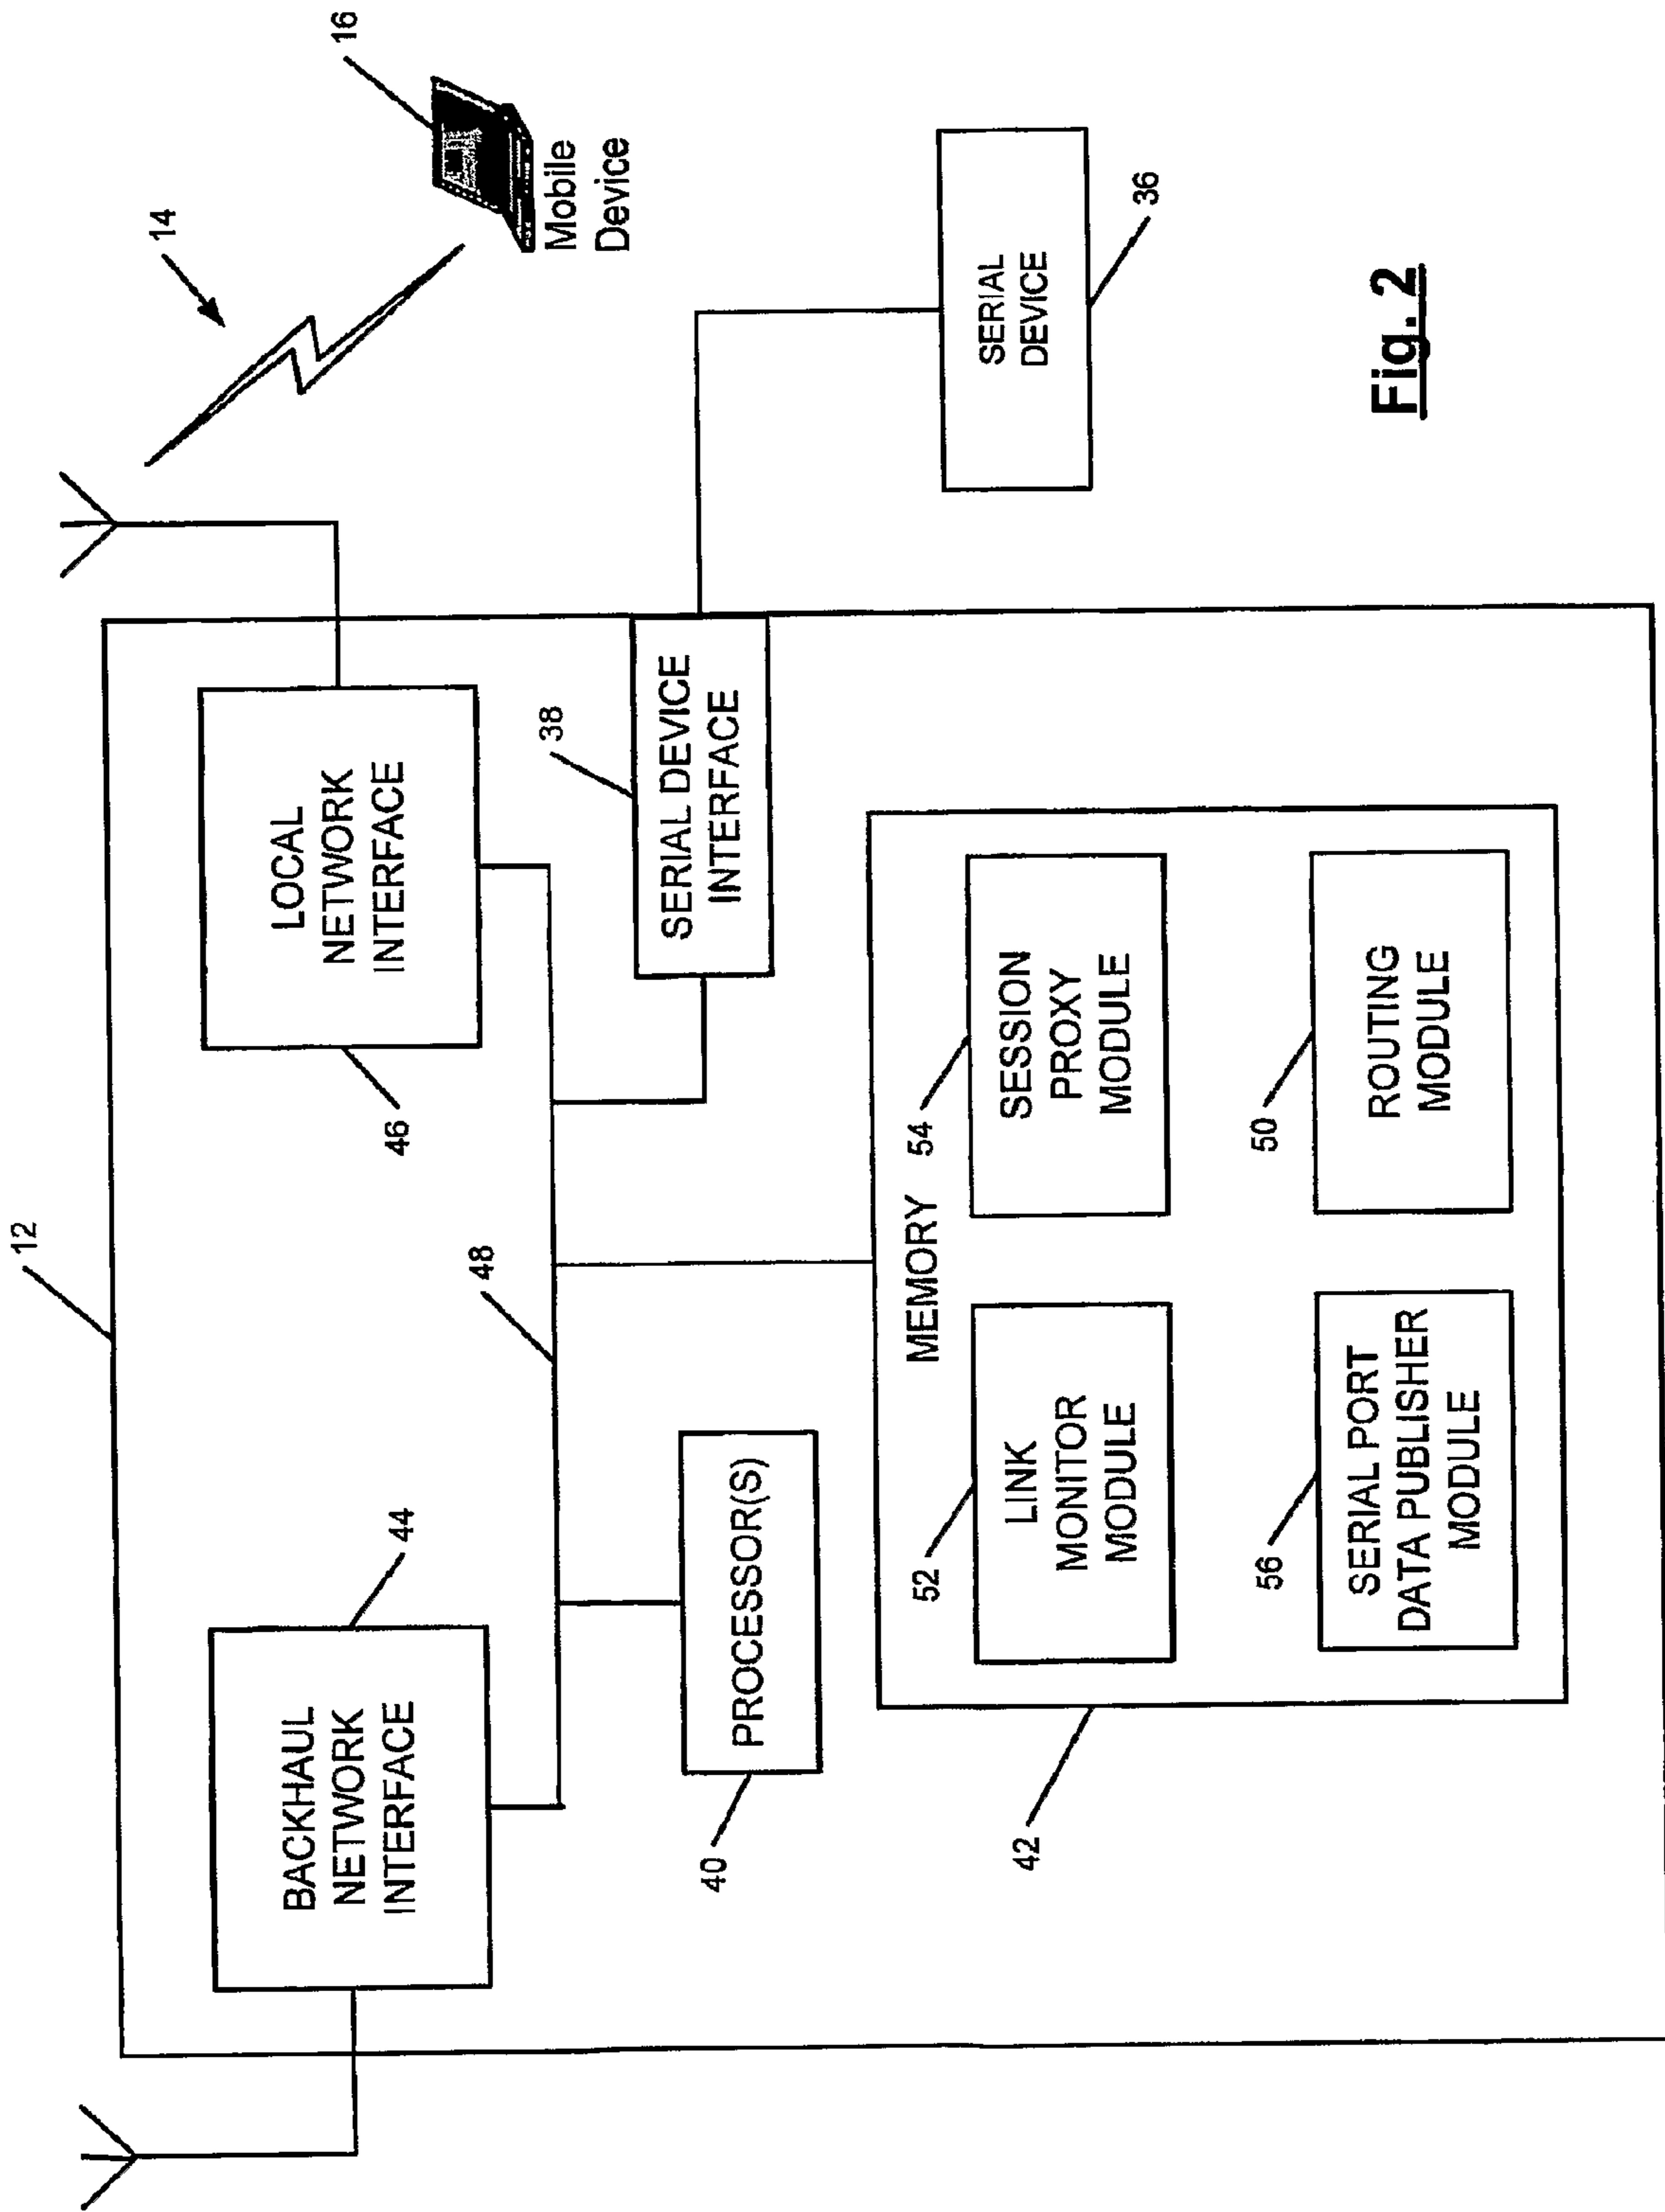 12
14
16
Mobile
Device
BACKHAUL
NETWORK
INTERFACE
44
LOCAL
NETWORK
INTERFACE
46
48
38
SERIAL DEVICE
INTERFACE
PROCESSOR(S)
40
SERIAL
DEVICE
36
MEMORY
42
52
LINK
MONITOR
MODULE
54
SESSION
PROXY
MODULE
56
SERIAL PORT
DATA PUBLISHER
MODULE
50
ROUTING
MODULE
Fig. 2